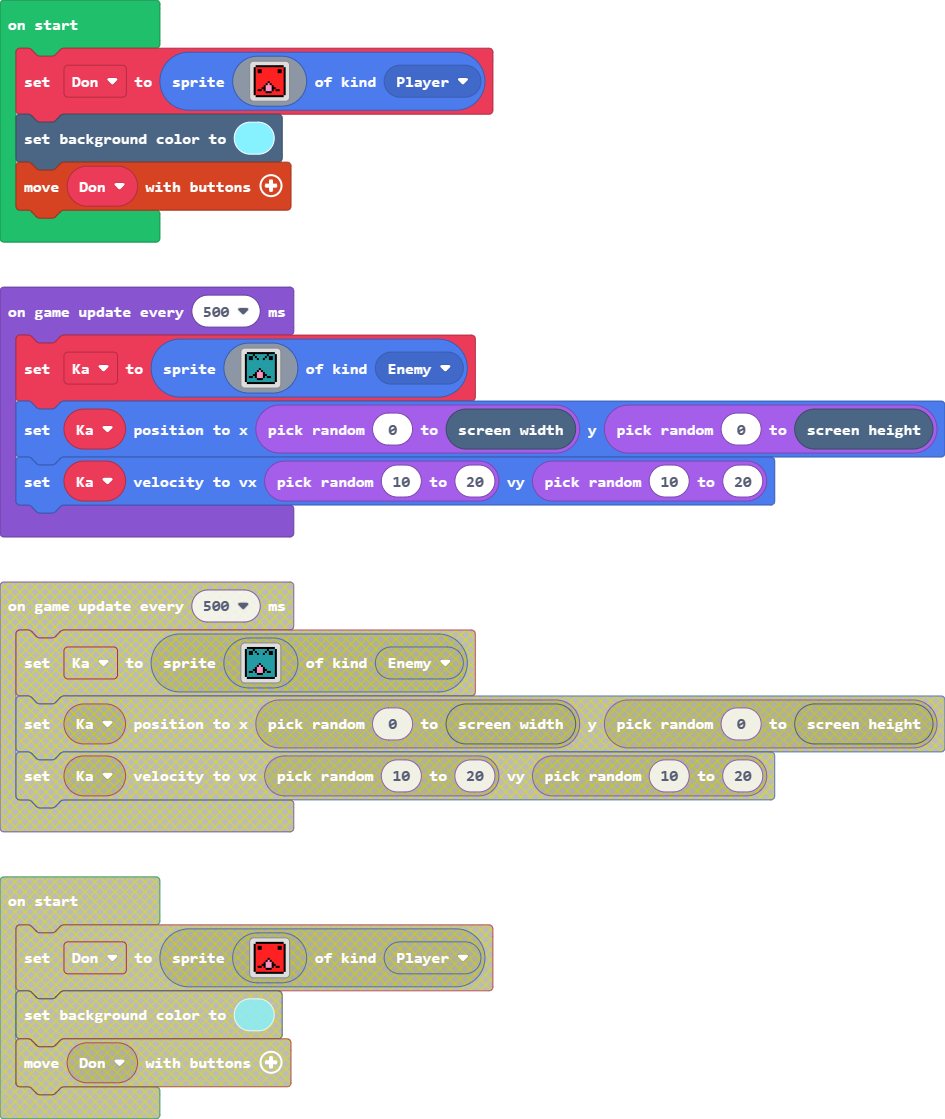 on start
set Don to sprite of kind Player
set background color to
move Don with buttons
on game update every 500 ms
set Ka to sprite of kind Enemy
set Ka position to x pick random 0 to screen width y pick random 0 to screen height
set Ka velocity to vx pick random 10 to 20 vy pick random 10 to 20
on game update every 500 ms
set Ka to sprite of kind Enemy
set Ka position to x pick random 0 to screen width y pick random 0 to screen height
set Ka velocity to vx pick random 10 to 20 vy pick random 10 to 20
on start
set Don to sprite of kind Player
set background color to
move Don with buttons